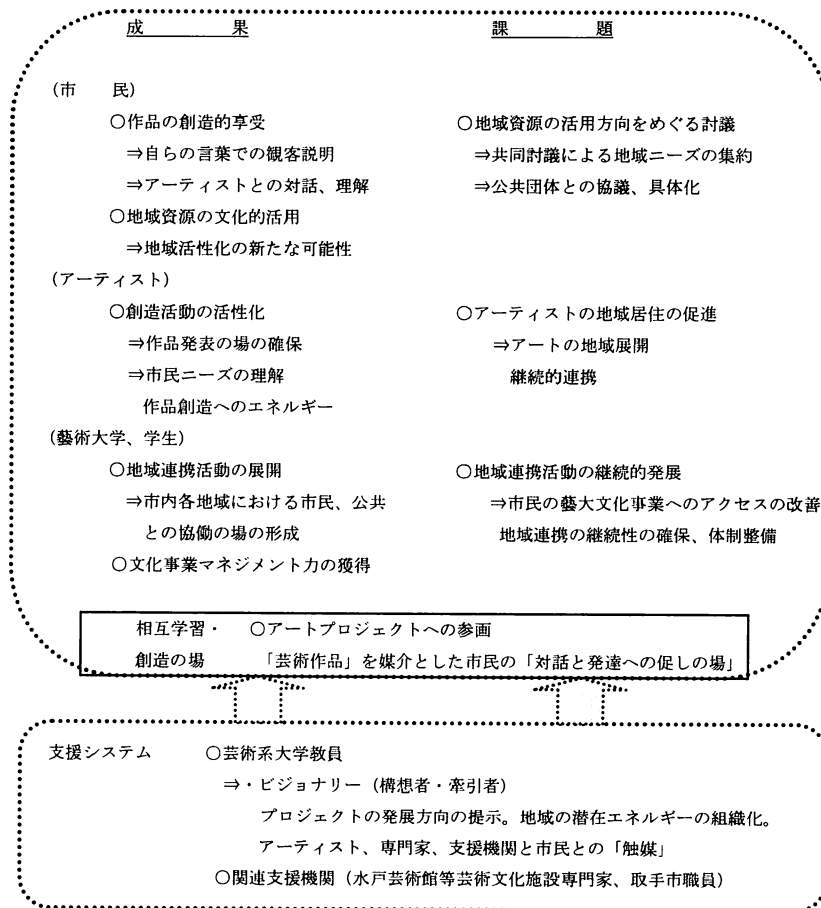 成果 課題
(市民)
○作品の創造的享受 ○地域資源の活用方向をめぐる討議
⇒自らの言葉での観客説明 ⇒共同討議による地域ニーズの集約
⇒アーティストとの対話、理解 ⇒公共団体との協議、具体化
○地域資源の文化的活用
⇒地域活性化の新たな可能性
(アーティスト)
○創造活動の活性化 ○アーティストの地域居住の促進
⇒作品発表の場の確保 ⇒アートの地域展開
⇒市民ニーズの理解 継続的連携
作品創造へのエネルギー
(藝術大学、学生)
○地域連携活動の展開 ○地域連携活動の継続的発展
⇒市内各地域における市民、公共 ⇒市民の藝大文化事業へのアクセスの改善
との協働の場の形成 地域連携の継続性の確保、体制整備
○文化事業マネジメント力の獲得
相互学習・ ○アートプロジェクトへの参画
創造の場 「芸術作品」を媒介とした市民の「対話と発達への促しの場」
支援システム ○芸術系大学教員
⇒・ビジョナリー（構想者・牽引者）
プロジェクトの発展方向の提示。地域の潜在エネルギーの組織化。
アーティスト、専門家、支援機関と市民との「触媒」
○関連支援機関（水戸芸術館等芸術文化施設専門家、取手市職員）